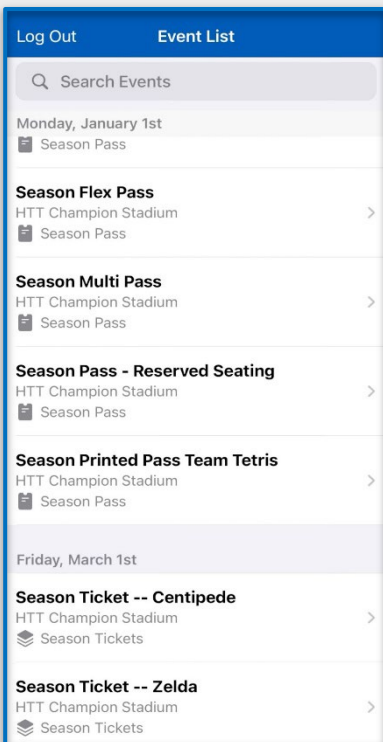 Log Out Event List
Search Events
Monday, January 1st
Season Pass
Season Flex Pass
HTT Champion Stadium
Season Pass
Season Multi Pass
HTT Champion Stadium
Season Pass
Season Pass - Reserved Seating
HTT Champion Stadium
Season Pass
Season Printed Pass Team Tetris
HTT Champion Stadium
Season Pass
Friday, March 1st
Season Ticket -- Centipede
HTT Champion Stadium
Season Tickets
Season Ticket -- Zelda
HTT Champion Stadium
Season Tickets